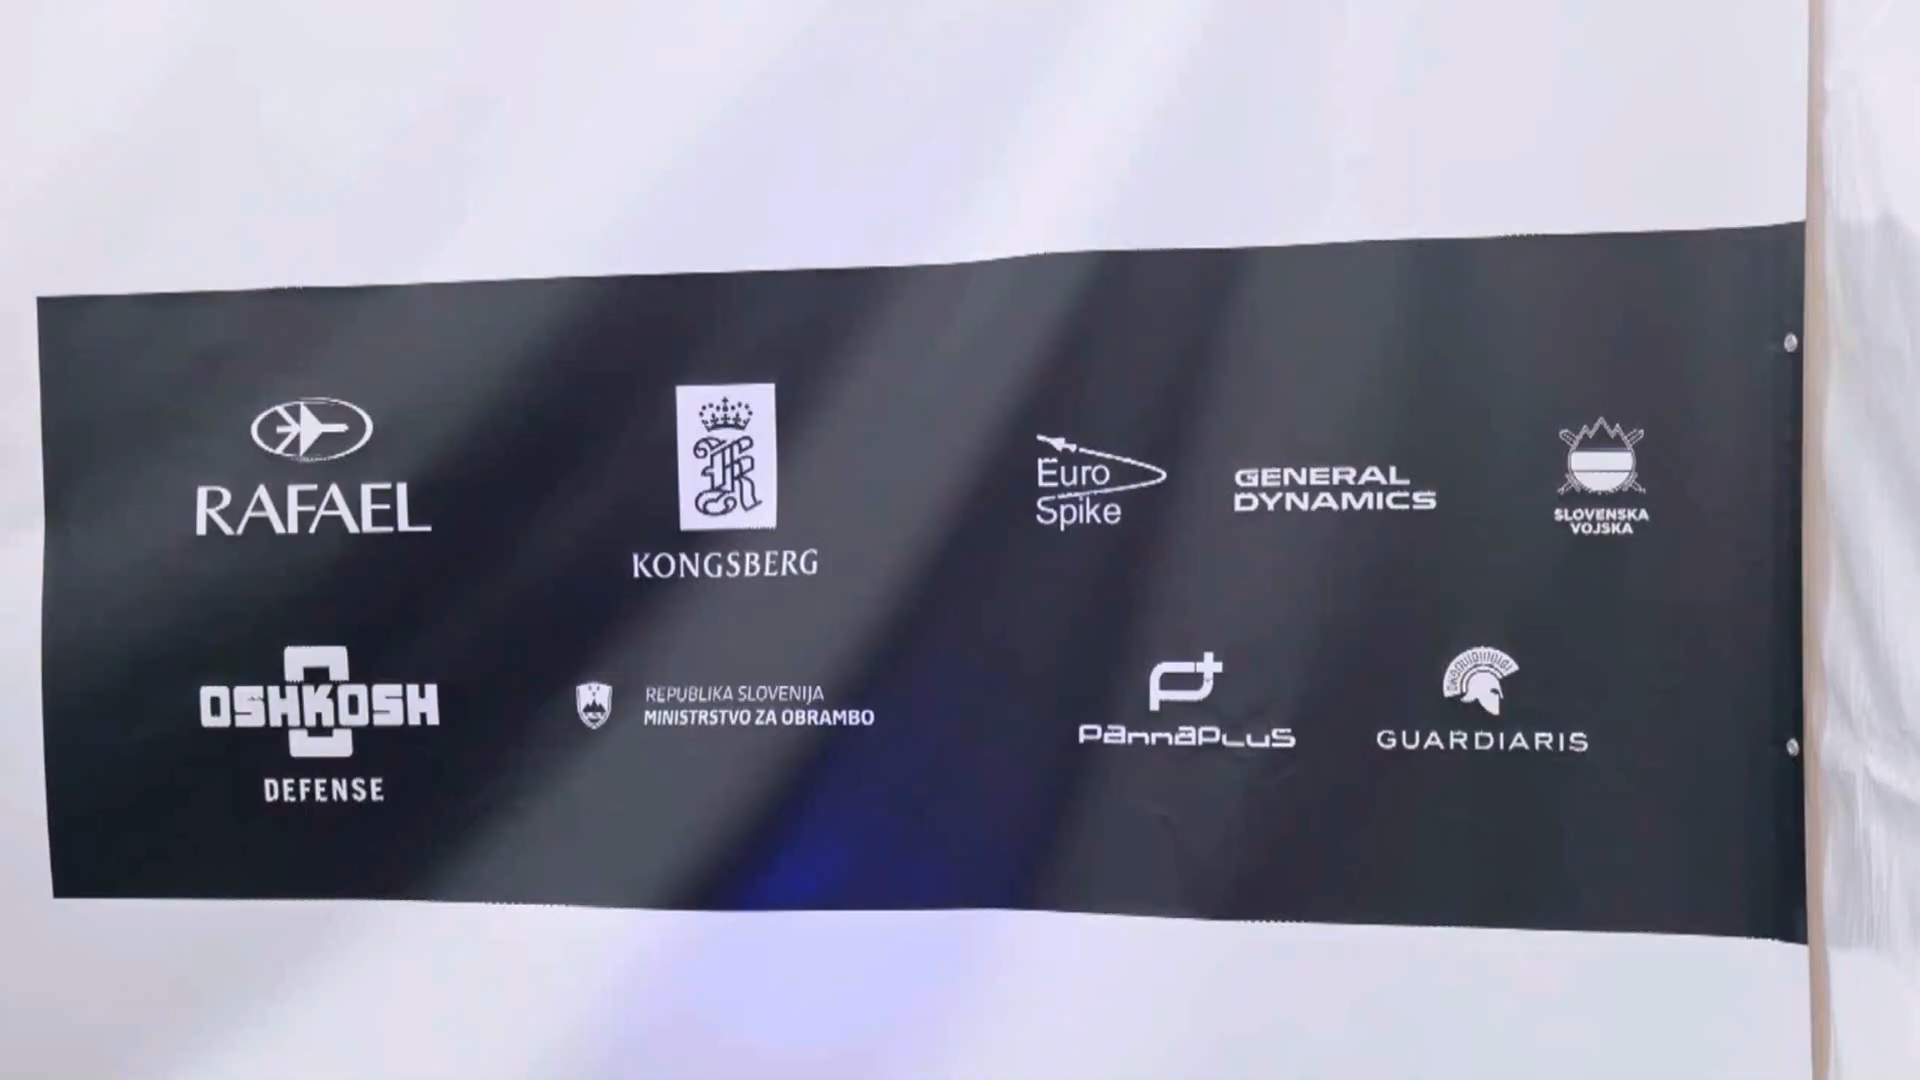 RAFAEL
KONGSBERG
Euro
Spike
GENERAL
DYNAMICS
SLOVENSKA
VOJSKA
OSHKOSH
DEFENSE
REPUBLIKA SLOVENIJA
MINISTRSTVO ZA OBRAMBO
PannaPLus
GUARDIARIS